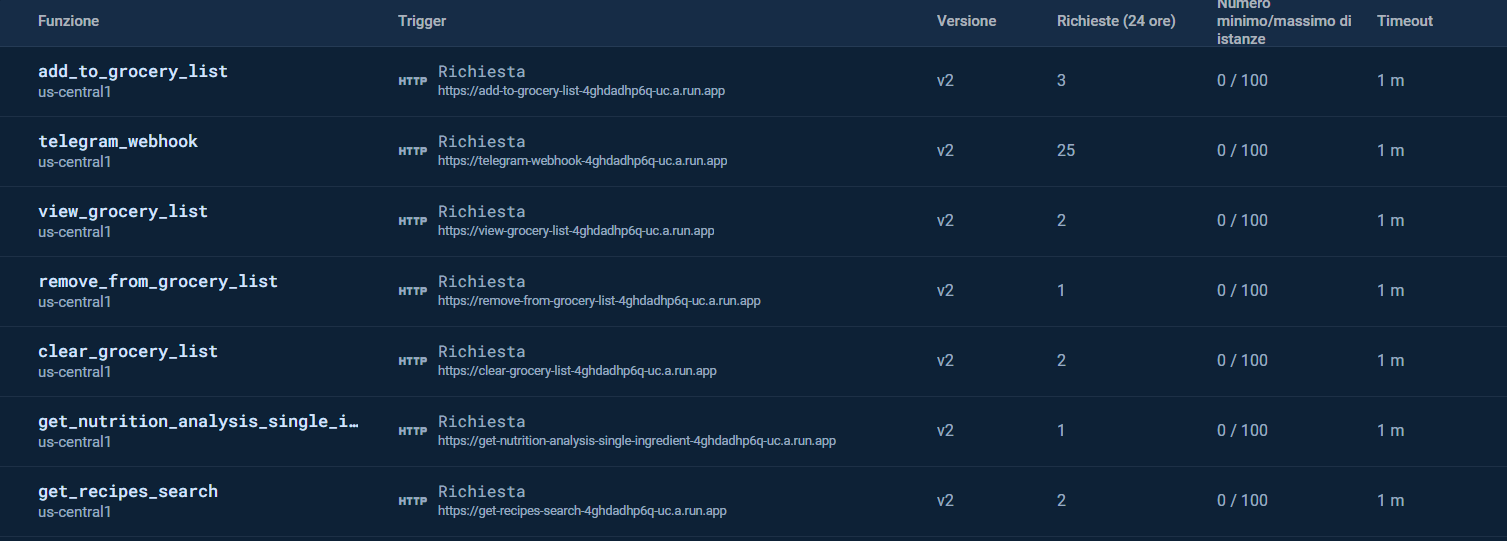 Funzione Trigger Versione Richieste (24 ore) Numero minimo/massimo di istanze Timeout
add_to_grocery_list
us-central1
HTTP Richiesta
https://add-to-grocery-list-4ghdadhp6q-uc.a.run.app
v2 3 0 / 100 1 m
telegram_webhook
us-central1
HTTP Richiesta
https://telegram-webhook-4ghdadhp6q-uc.a.run.app
v2 25 0 / 100 1 m
view_grocery_list
us-central1
HTTP Richiesta
https://view-grocery-list-4ghdadhp6q-uc.a.run.app
v2 2 0 / 100 1 m
remove_from_grocery_list
us-central1
HTTP Richiesta
https://remove-from-grocery-list-4ghdadhp6q-uc.a.run.app
v2 1 0 / 100 1 m
clear_grocery_list
us-central1
HTTP Richiesta
https://clear-grocery-list-4ghdadhp6q-uc.a.run.app
v2 2 0 / 100 1 m
get_nutrition_analysis_single_i…
us-central1
HTTP Richiesta
https://get-nutrition-analysis-single-ingredient-4ghdadhp6q-uc.a.run.app
v2 1 0 / 100 1 m
get_recipes_search
us-central1
HTTP Richiesta
https://get-recipes-search-4ghdadhp6q-uc.a.run.app
v2 2 0 / 100 1 m